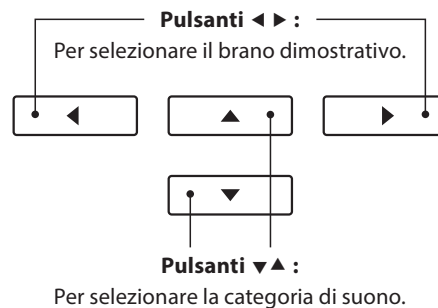 Pulsanti ◀ ▶ :
Per selezionare il brano dimostrativo.
◀ ▲ ▶
▼
Pulsanti ▼▲ :
Per selezionare la categoria di suono.